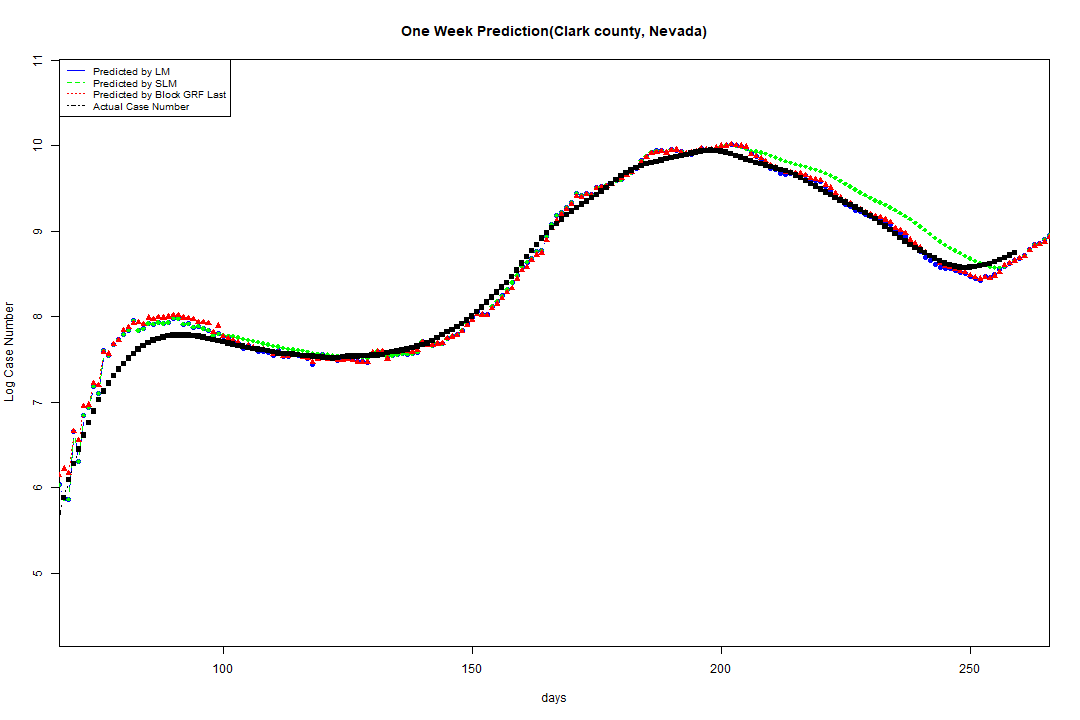 One Week Prediction(Clark county, Nevada)
Predicted by LM
Predicted by SLM
Predicted by Block GRF Last
Actual Case Number
Log Case Number
11
10
9
8
7
6
5
100
150
200
250
days